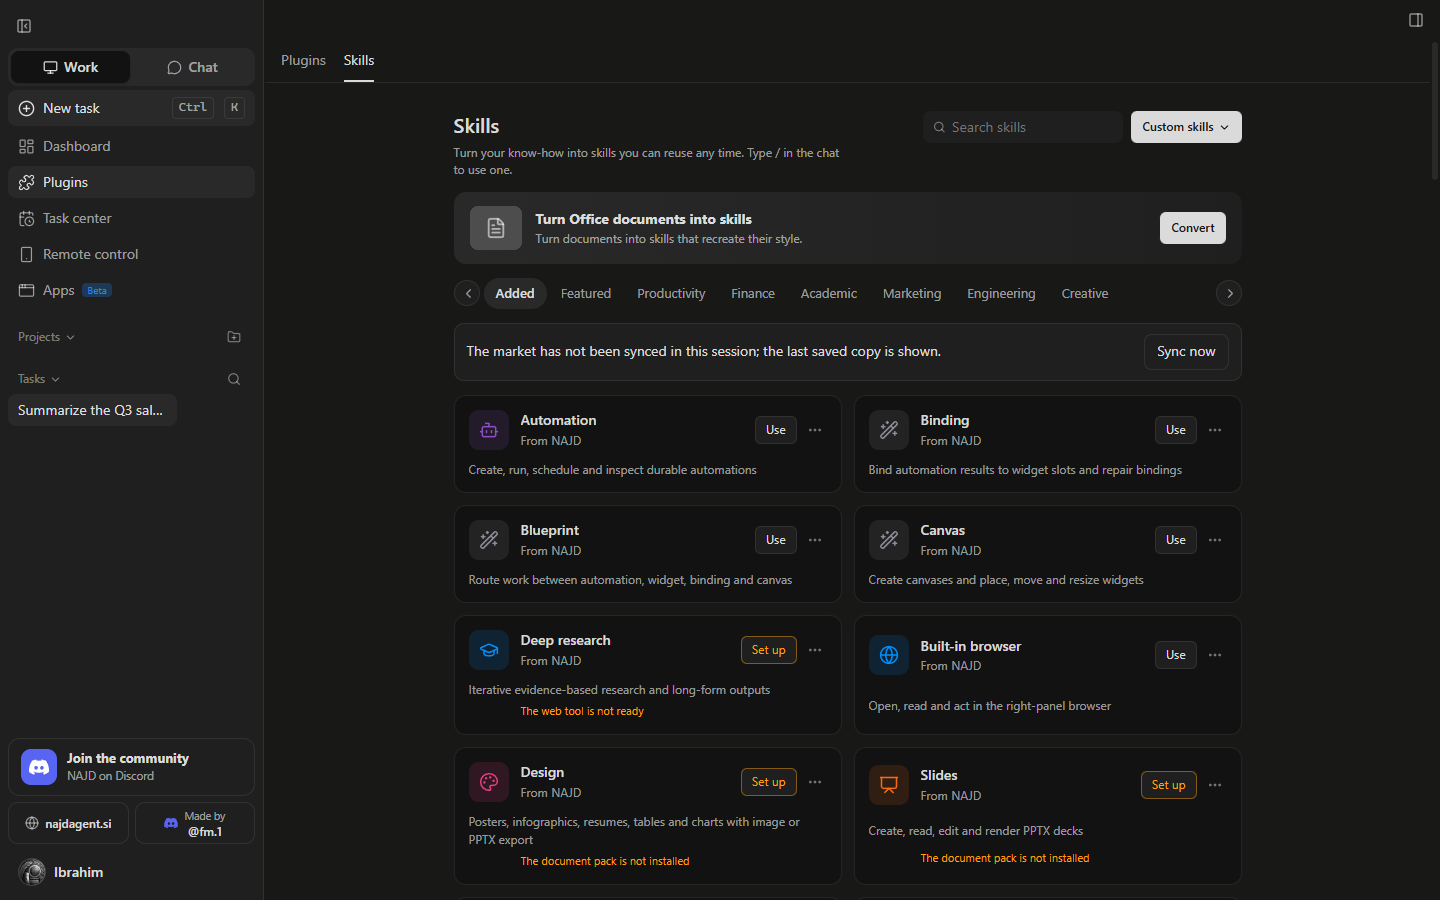 Work
Chat
New task
Ctrl K
Dashboard
Plugins
Task center
Remote control
Apps Beta
Projects
Tasks
Summarize the Q3 sal...
Join the community
NAJD on Discord
najdagent.si
Made by
@fm.1
Ibrahim
Plugins Skills
Skills
Turn your know-how into skills you can reuse any time. Type / in the chat
to use one.
Search skills
Custom skills
Turn Office documents into skills
Turn documents into skills that recreate their style.
Convert
Added Featured Productivity Finance Academic Marketing Engineering Creative
The market has not been synced in this session; the last saved copy is shown.
Sync now
Automation
From NAJD
Use
Create, run, schedule and inspect durable automations
Binding
From NAJD
Use
Bind automation results to widget slots and repair bindings
Blueprint
From NAJD
Use
Route work between automation, widget, binding and canvas
Canvas
From NAJD
Use
Create canvases and place, move and resize widgets
Deep research
From NAJD
Set up
Iterative evidence-based research and long-form outputs
The web tool is not ready
Built-in browser
From NAJD
Use
Open, read and act in the right-panel browser
Design
From NAJD
Set up
Posters, infographics, resumes, tables and charts with image or
PPTX export
The document pack is not installed
Slides
From NAJD
Set up
Create, read, edit and render PPTX decks
The document pack is not installed